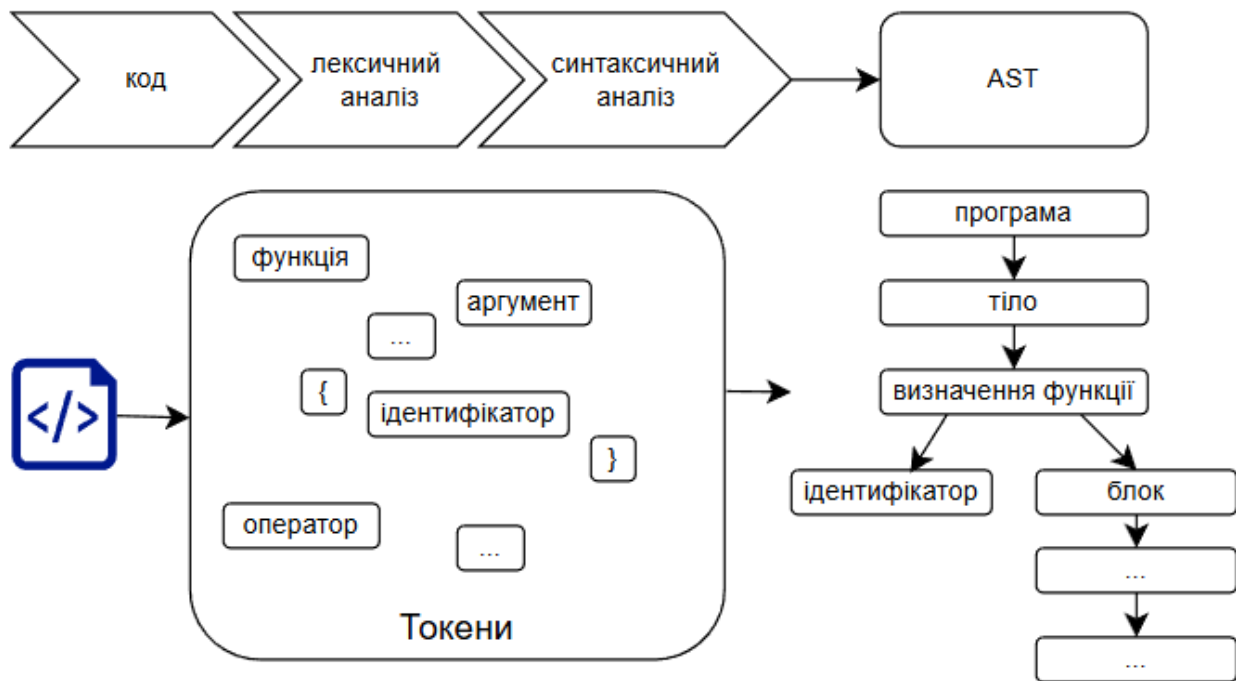 код
лексичний
аналіз
синтаксичний
аналіз
AST
функція
аргумент
...
{
ідентифікатор
}
оператор
...
Токени
</>
програма
тіло
визначення функції
ідентифікатор
блок
...
...